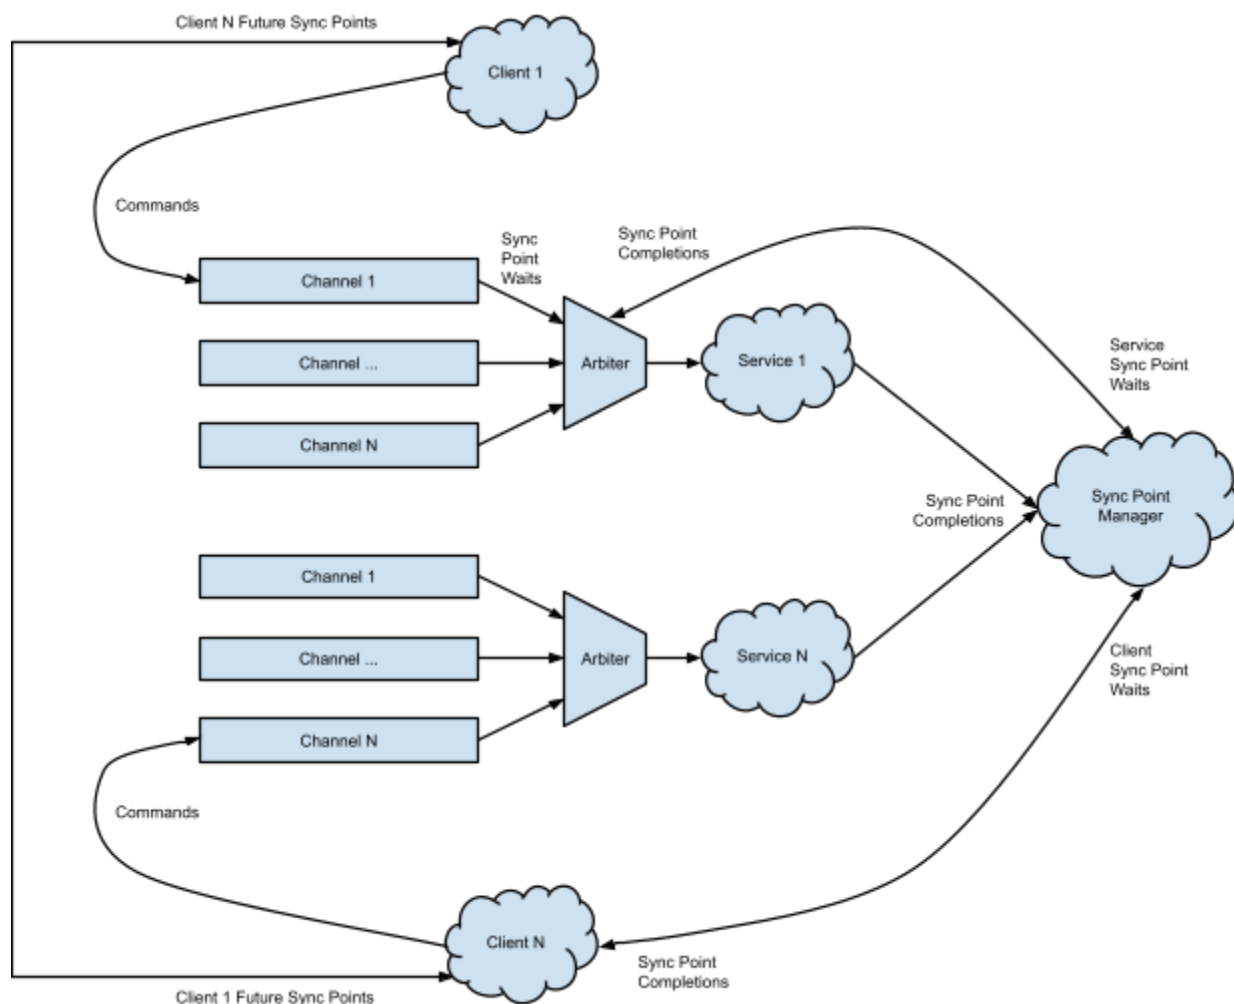 Client N Future Sync Points
Client 1
Commands
Sync
Point
Waits
Sync Point
Completions
Channel 1
Channel ...
Arbiter
Service 1
Service
Sync Point
Waits
Channel N
Sync Point
Manager
Sync Point
Completions
Channel 1
Channel ...
Arbiter
Service N
Client
Sync Point
Waits
Channel N
Commands
Client N
Sync Point
Completions
Client 1 Future Sync Points